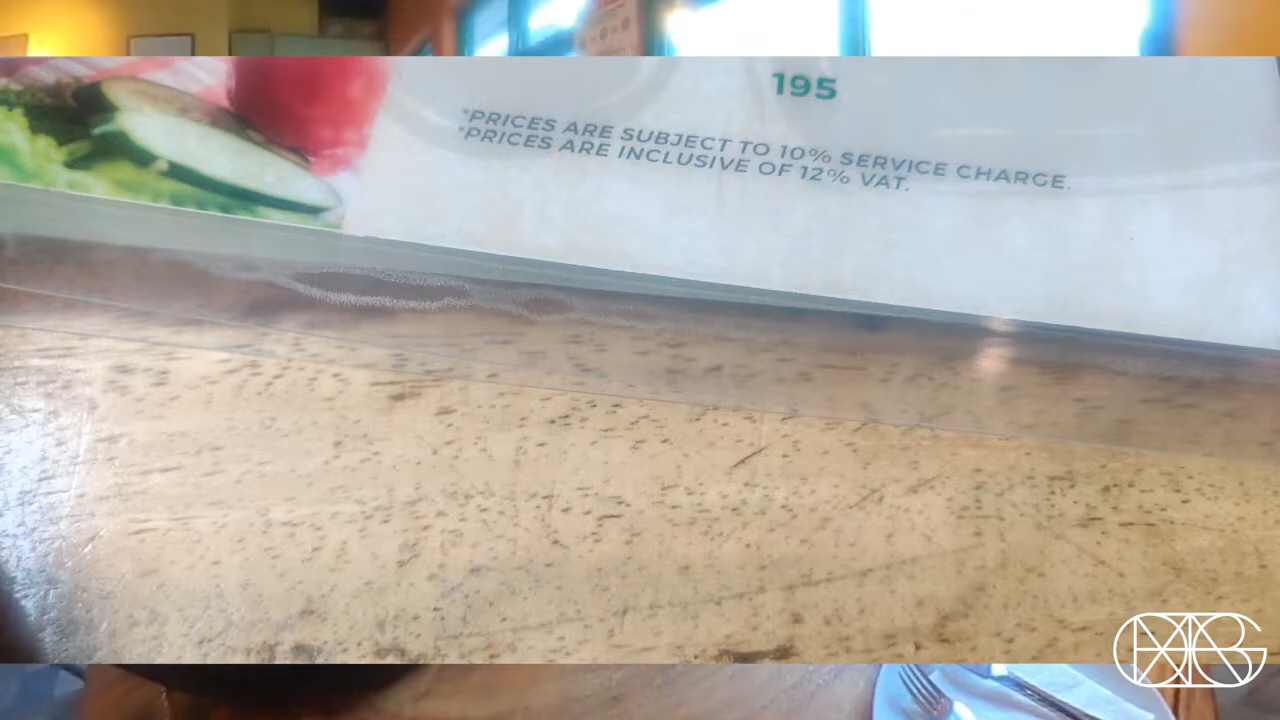 195
*PRICES ARE SUBJECT TO 10% SERVICE CHARGE.
*PRICES ARE INCLUSIVE OF 12% VAT.